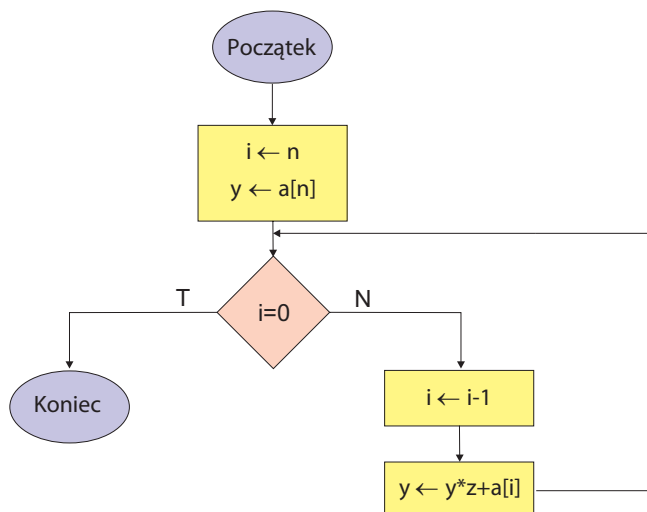 Początek
i ← n
y ← a[n]
T
N
i=0
Koniec
i ← i-1
y ← y*z+a[i]